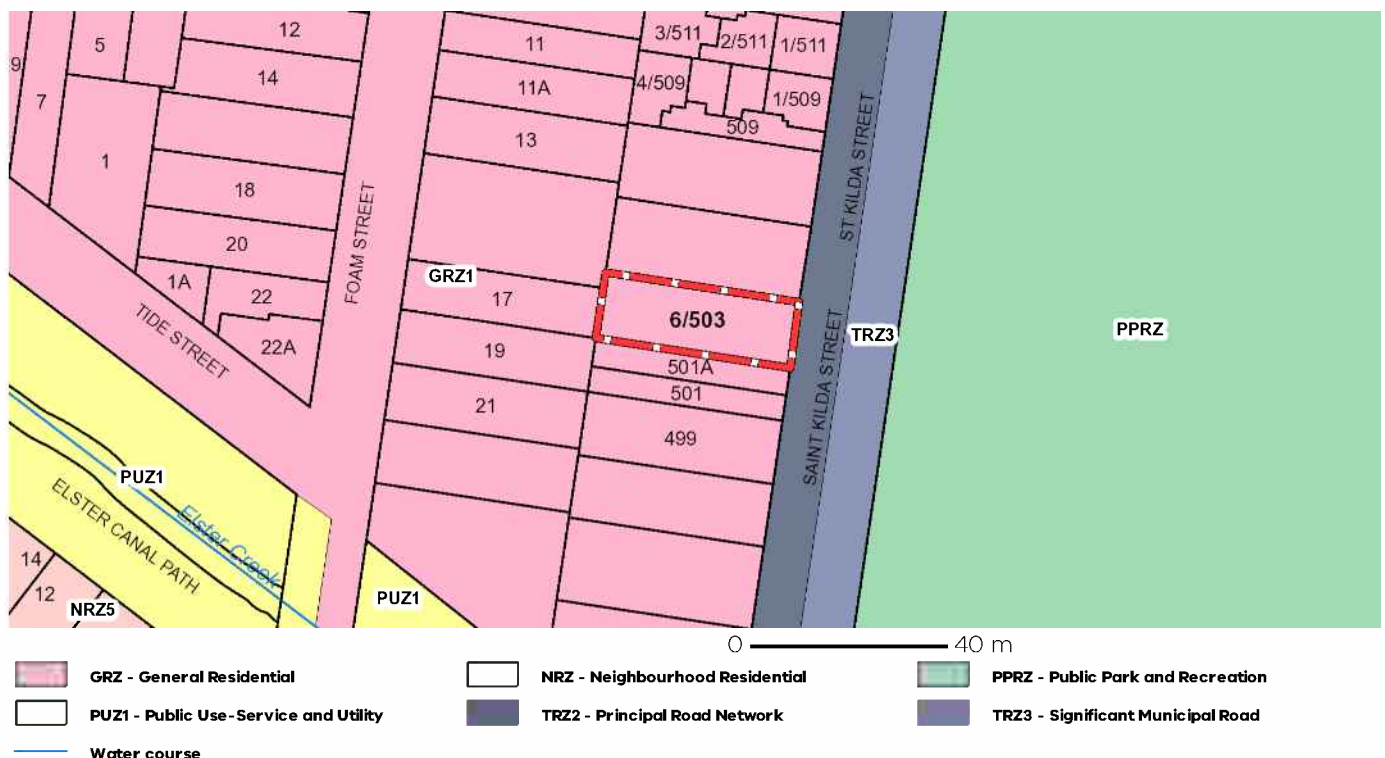 12
3/511
2/511
1/511
5
11
9
14
7
11A
4/509
1/509
509
13
1
18
ST KILDA STREET
20
FOAM STREET
1A
22
GRZ1
17
6/503
TIDE STREET
22A
19
501A
501
TRZ3
PPRZ
21
499
SAINT KILDA STREET
PUZ1
ELSTER CANAL PATH
Elster Creek
14
12
NRZ5
PUZ1
0 40 m
GRZ - General Residential
NRZ - Neighbourhood Residential
PPRZ - Public Park and Recreation
PUZ1 - Public Use-Service and Utility
TRZ2 - Principal Road Network
TRZ3 - Significant Municipal Road
Water course